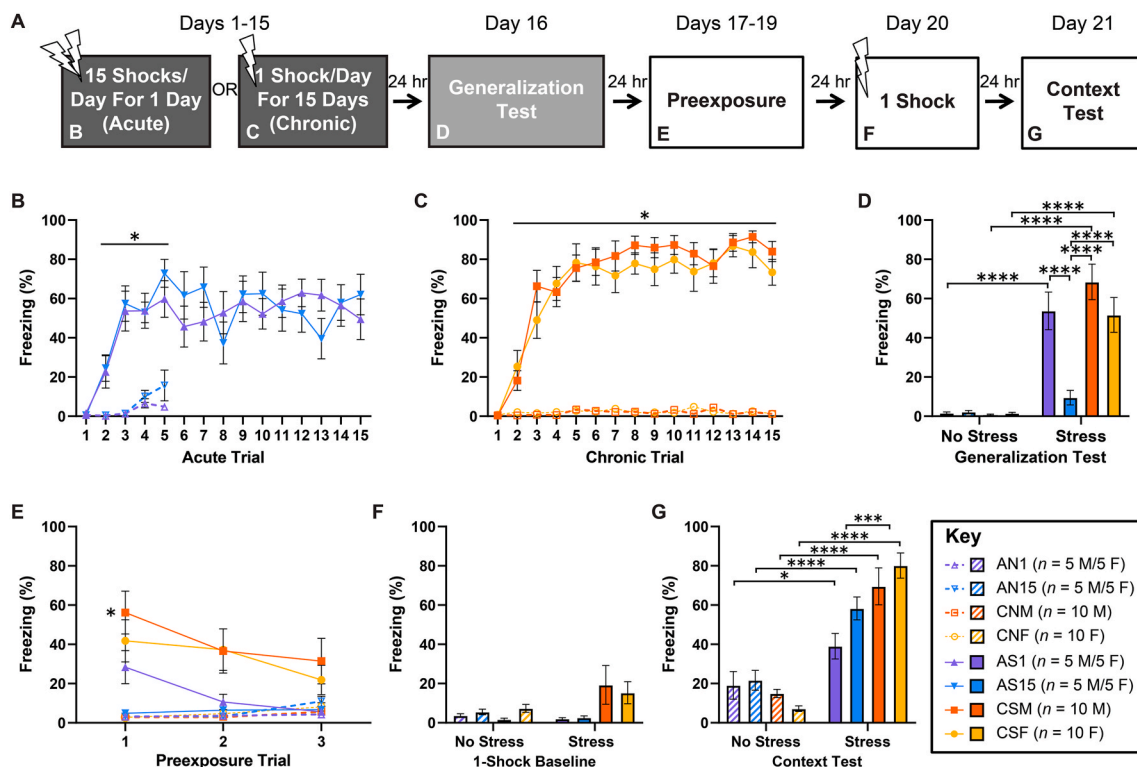 A
Days 1-15
Day 16
Days 17-19
Day 20
Day 21
15 Shocks/
Day For 1 Day
(Acute)
B
OR
1 Shock/Day
For 15 Days
(Chronic)
C
24 hr
Generalization
Test
D
24 hr
Preexposure
E
24 hr
1 Shock
F
24 hr
Context
Test
G
B
Freezing (%)
100
80
60
40
20
0
*
1 2 3 4 5 6 7 8 9 10 11 12 13 14 15
Acute Trial
C
Freezing (%)
100
80
60
40
20
0
*
1 2 3 4 5 6 7 8 9 10 11 12 13 14 15
Chronic Trial
D
Freezing (%)
100
80
60
40
20
0
****
****
****
****
****
****
No Stress Stress
Generalization Test
E
Freezing (%)
100
80
60
40
20
0
*
1 2 3
Preexposure Trial
F
Freezing (%)
100
80
60
40
20
0
No Stress Stress
1-Shock Baseline
G
Freezing (%)
100
80
60
40
20
0
***
****
****
****
*
No Stress Stress
Context Test
Key
AN1 (n = 5 M/5 F)
AN15 (n = 5 M/5 F)
CNM (n = 10 M)
CNF (n = 10 F)
AS1 (n = 5 M/5 F)
AS15 (n = 5 M/5 F)
CSM (n = 10 M)
CSF (n = 10 F)